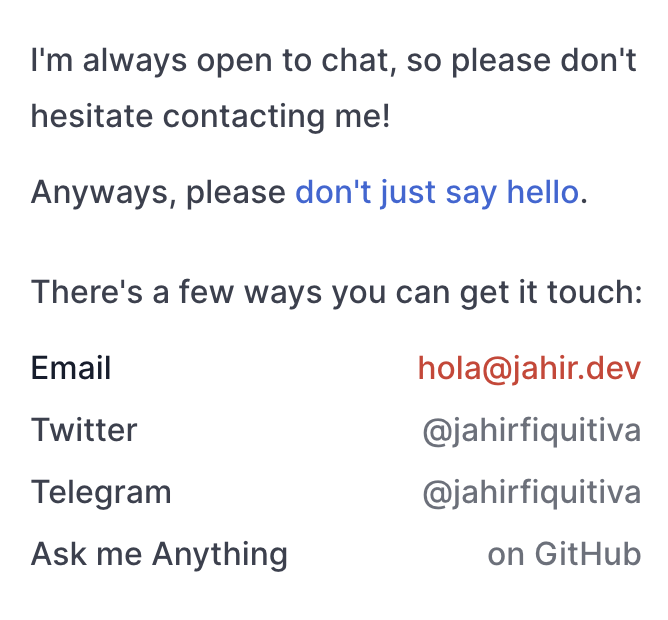 I'm always open to chat, so please don't
hesitate contacting me!
Anyways, please don't just say hello.
There's a few ways you can get it touch:
Email hola@jahir.dev
Twitter @jahirfiquitiva
Telegram @jahirfiquitiva
Ask me Anything on GitHub